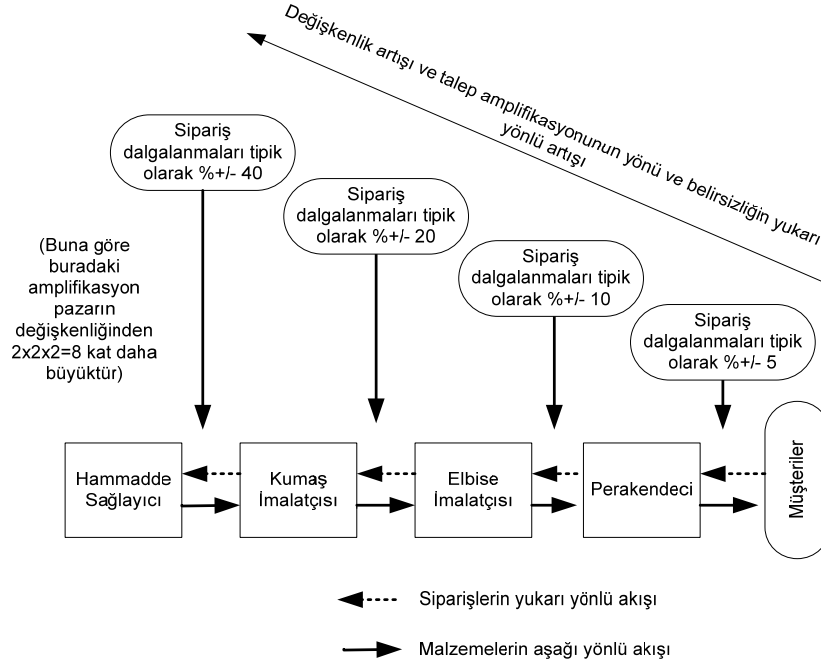 Değişkenlik artışı ve talep amplifikasyonunun yönü ve belirsizliğin yukarı
yönlü artışı
Sipariş
dalgalanmaları tipik
olarak %+/- 40
Sipariş
dalgalanmaları tipik
olarak %+/- 20
Sipariş
dalgalanmaları tipik
olarak %+/- 10
Sipariş
dalgalanmaları tipik
olarak %+/- 5
(Buna göre
buradaki
amplifikasyon
pazarın
değişkenliğinden
2x2x2=8 kat daha
büyüktür)
Hammadde
Sağlayıcı
Kumaş
İmalatçısı
Elbise
İmalatçısı
Perakendeci
Müşteriler
Siparişlerin yukarı yönlü akışı
Malzemelerin aşağı yönlü akışı